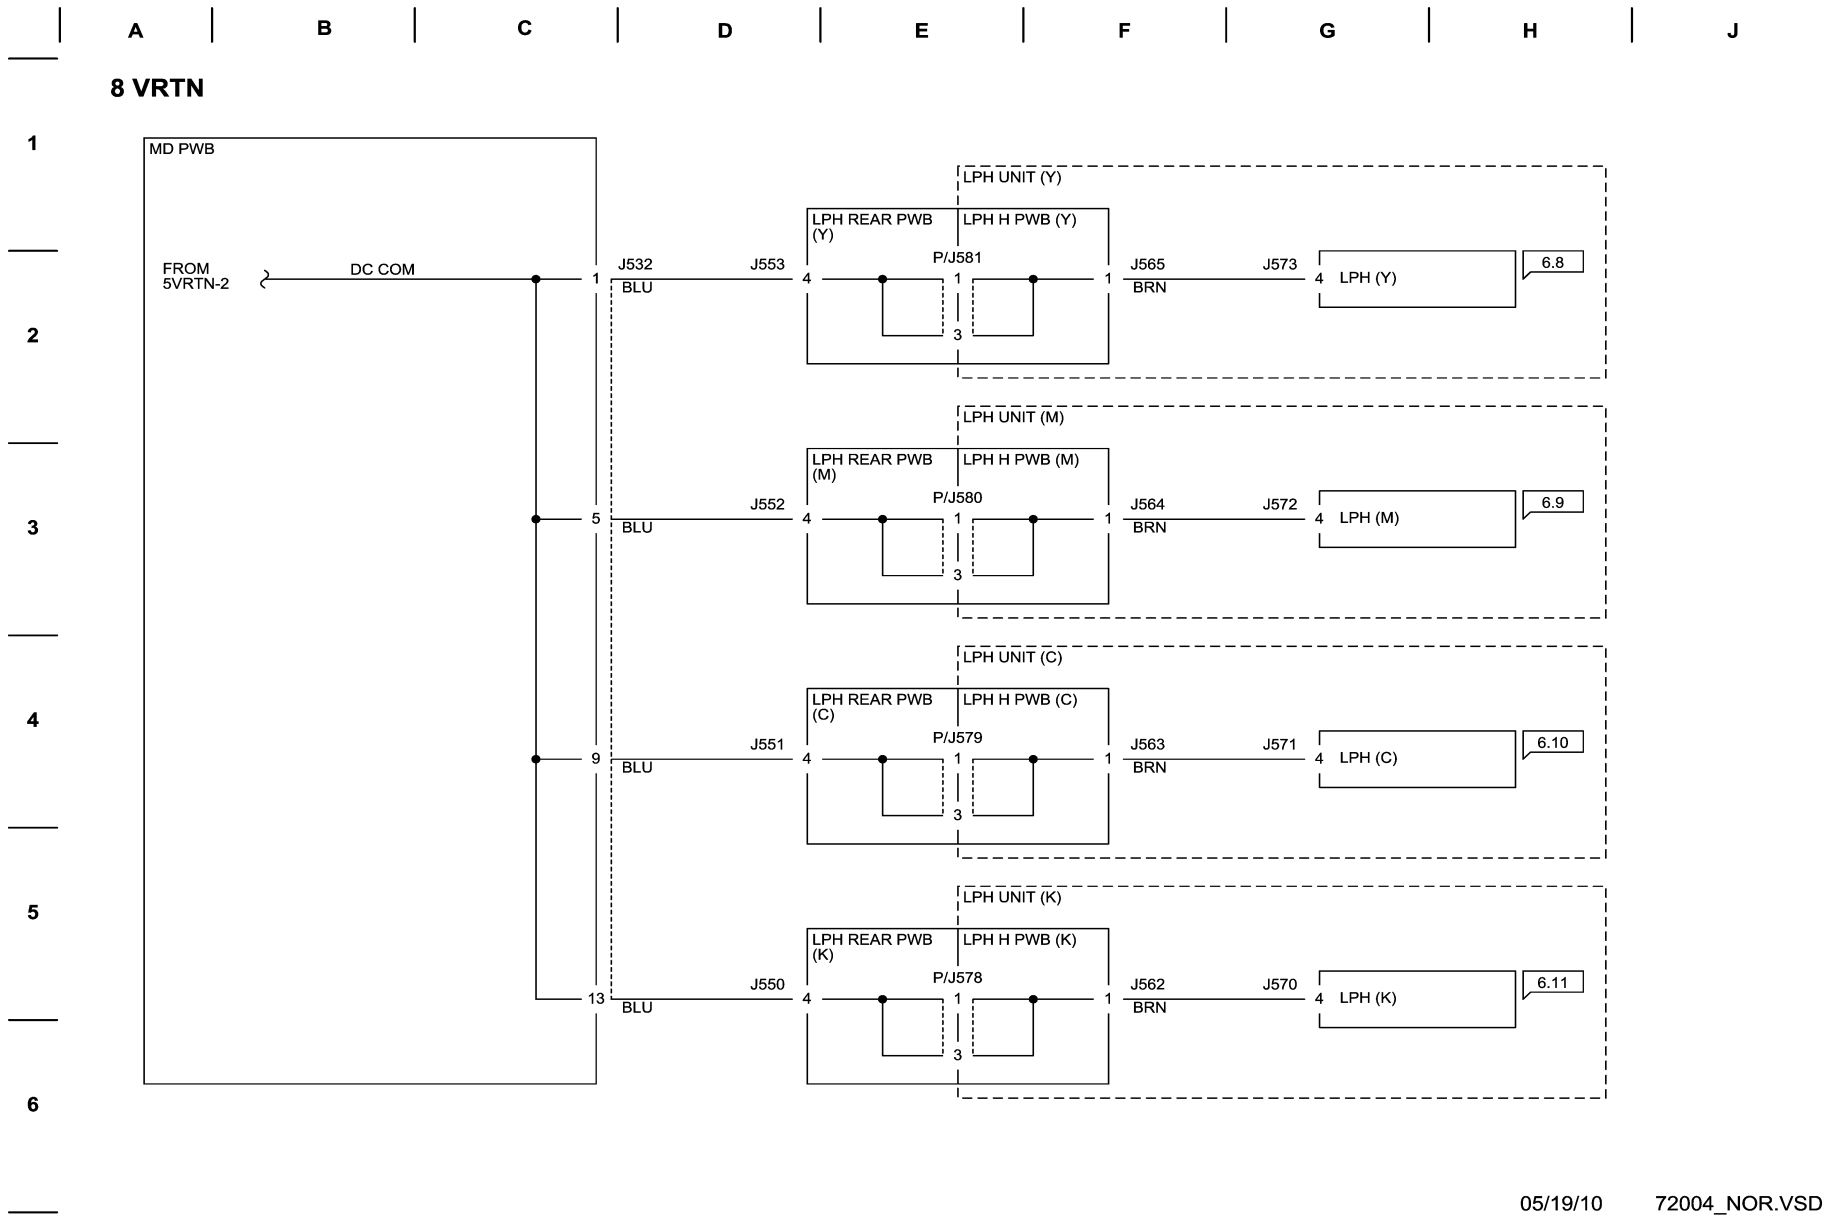 A B C D E F G H J
8 VRTN
1
MD PWB
LPH UNIT (Y)
LPH REAR PWB
(Y)
LPH H PWB (Y)
P/J581
FROM
5VRTN-2
DC COM
1
J532
BLU
J553
4
1
3
1
J565
BRN
J573
4
LPH (Y)
6.8
2
LPH UNIT (M)
LPH REAR PWB
(M)
LPH H PWB (M)
P/J580
5
BLU
J552
4
1
3
1
J564
BRN
J572
4
LPH (M)
6.9
3
LPH UNIT (C)
LPH REAR PWB
(C)
LPH H PWB (C)
P/J579
4
9
BLU
J551
4
1
3
1
J563
BRN
J571
4
LPH (C)
6.10
5
LPH UNIT (K)
LPH REAR PWB
(K)
LPH H PWB (K)
P/J578
13
BLU
J550
4
1
3
1
J562
BRN
J570
4
LPH (K)
6.11
6
05/19/10 72004_NOR.VSD